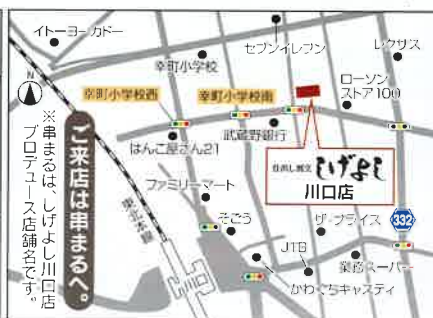 イトーヨーカドー
セブンイレブン
レクサス
幸町小学校
ローソン
ストア100
幸町小学校西
幸町小学校南
武蔵野銀行
はんこ屋さん21
仕出し割烹 しげよし
川口店
ファミリーマート
N
ご来店は串まるへ。
※串まるは、しげよし川口店
プロデュース店舗名です。
東北本線
そごう
ザ・プライス
332
JTB
業務スーパー
かわぐちキャスティ